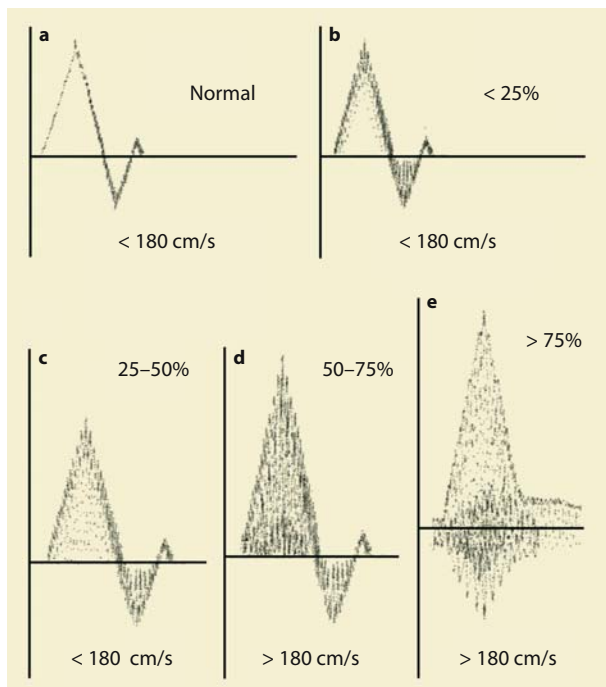 a
Normal
< 180 cm/s
b
< 25%
< 180 cm/s
c
25–50%
< 180 cm/s
d
50–75%
> 180 cm/s
e
> 75%
> 180 cm/s